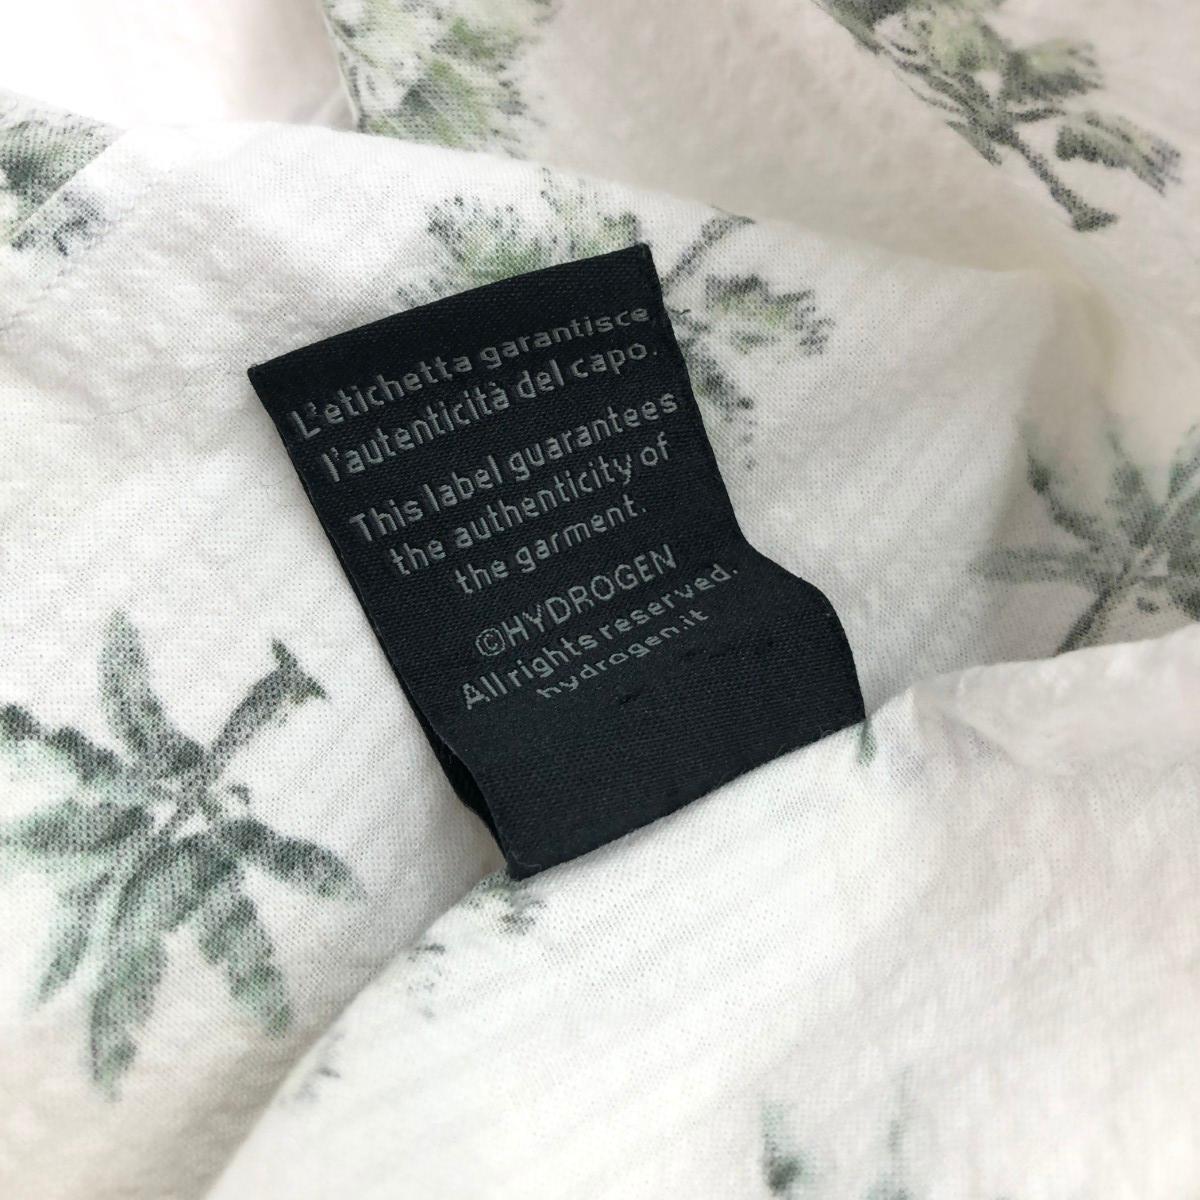 L'etichetta garantisce
l'autenticità del capo.
This label guarantees
the authenticity of
the garment.
©HYDROGEN
All rights reserved.
hydrogen.it